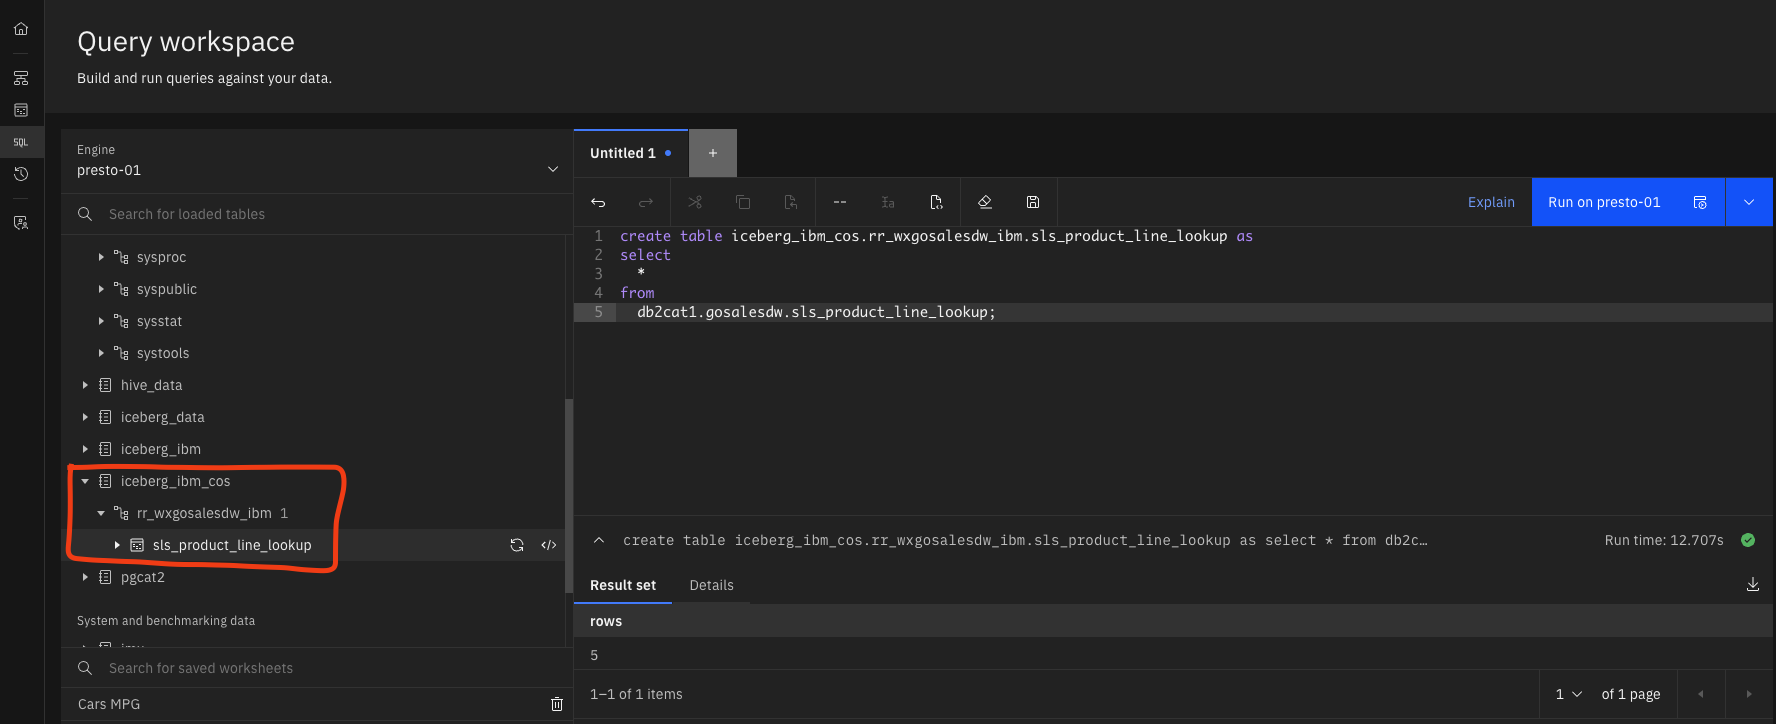 Query workspace
Build and run queries against your data.
SQL
Engine
presto-01
Search for loaded tables
sysproc
syspublic
sysstat
systools
hive_data
iceberg_data
iceberg_ibm
iceberg_ibm_cos
rr_wxgosalesdw_ibm 1
sls_product_line_lookup
pgcat2
System and benchmarking data
Search for saved worksheets
Cars MPG
Untitled 1
+
Explain
Run on presto-01
1 create table iceberg_ibm_cos.rr_wxgosalesdw_ibm.sls_product_line_lookup as
2 select
3 *
4 from
5 db2cat1.gosalesdw.sls_product_line_lookup;
create table iceberg_ibm_cos.rr_wxgosalesdw_ibm.sls_product_line_lookup as select * from db2c…
Run time: 12.707s
Result set Details
rows
5
1–1 of 1 items
1 of 1 page